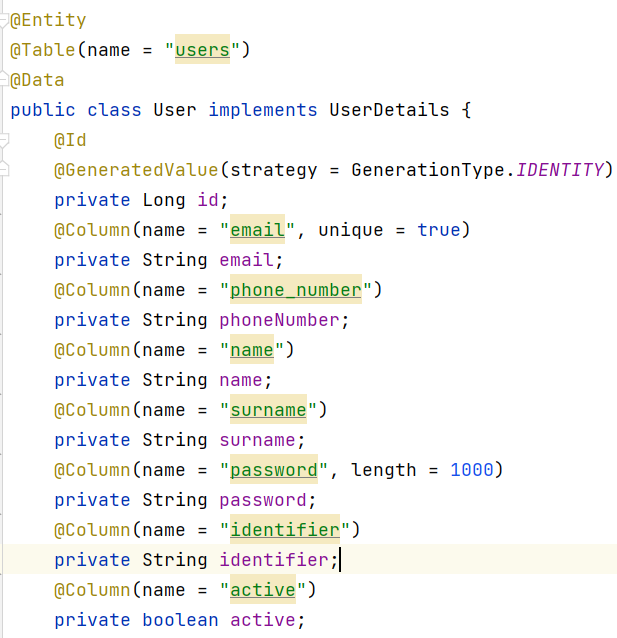 @Entity
@Table(name = "users")
@Data
public class User implements UserDetails {
@Id
@GeneratedValue(strategy = GenerationType.IDENTITY)
private Long id;
@Column(name = "email", unique = true)
private String email;
@Column(name = "phone_number")
private String phoneNumber;
@Column(name = "name")
private String name;
@Column(name = "surname")
private String surname;
@Column(name = "password", length = 1000)
private String password;
@Column(name = "identifier")
private String identifier;
@Column(name = "active")
private boolean active;